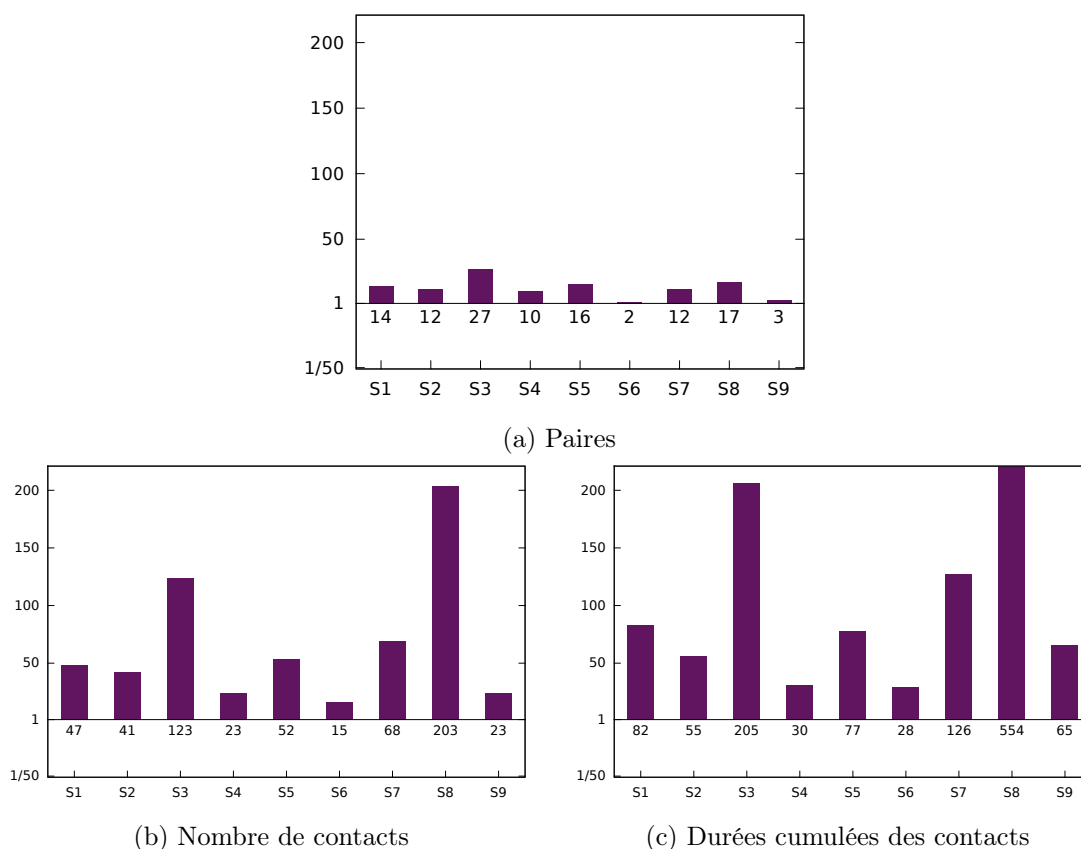 200
150
100
50
1
14 12 27 10 16 2 12 17 3
1/50
S1 S2 S3 S4 S5 S6 S7 S8 S9
(a) Paires
200
150
100
50
1
47 41 123 23 52 15 68 203 23
1/50
S1 S2 S3 S4 S5 S6 S7 S8 S9
(b) Nombre de contacts
200
150
100
50
1
82 55 205 30 77 28 126 554 65
1/50
S1 S2 S3 S4 S5 S6 S7 S8 S9
(c) Durées cumulées des contacts